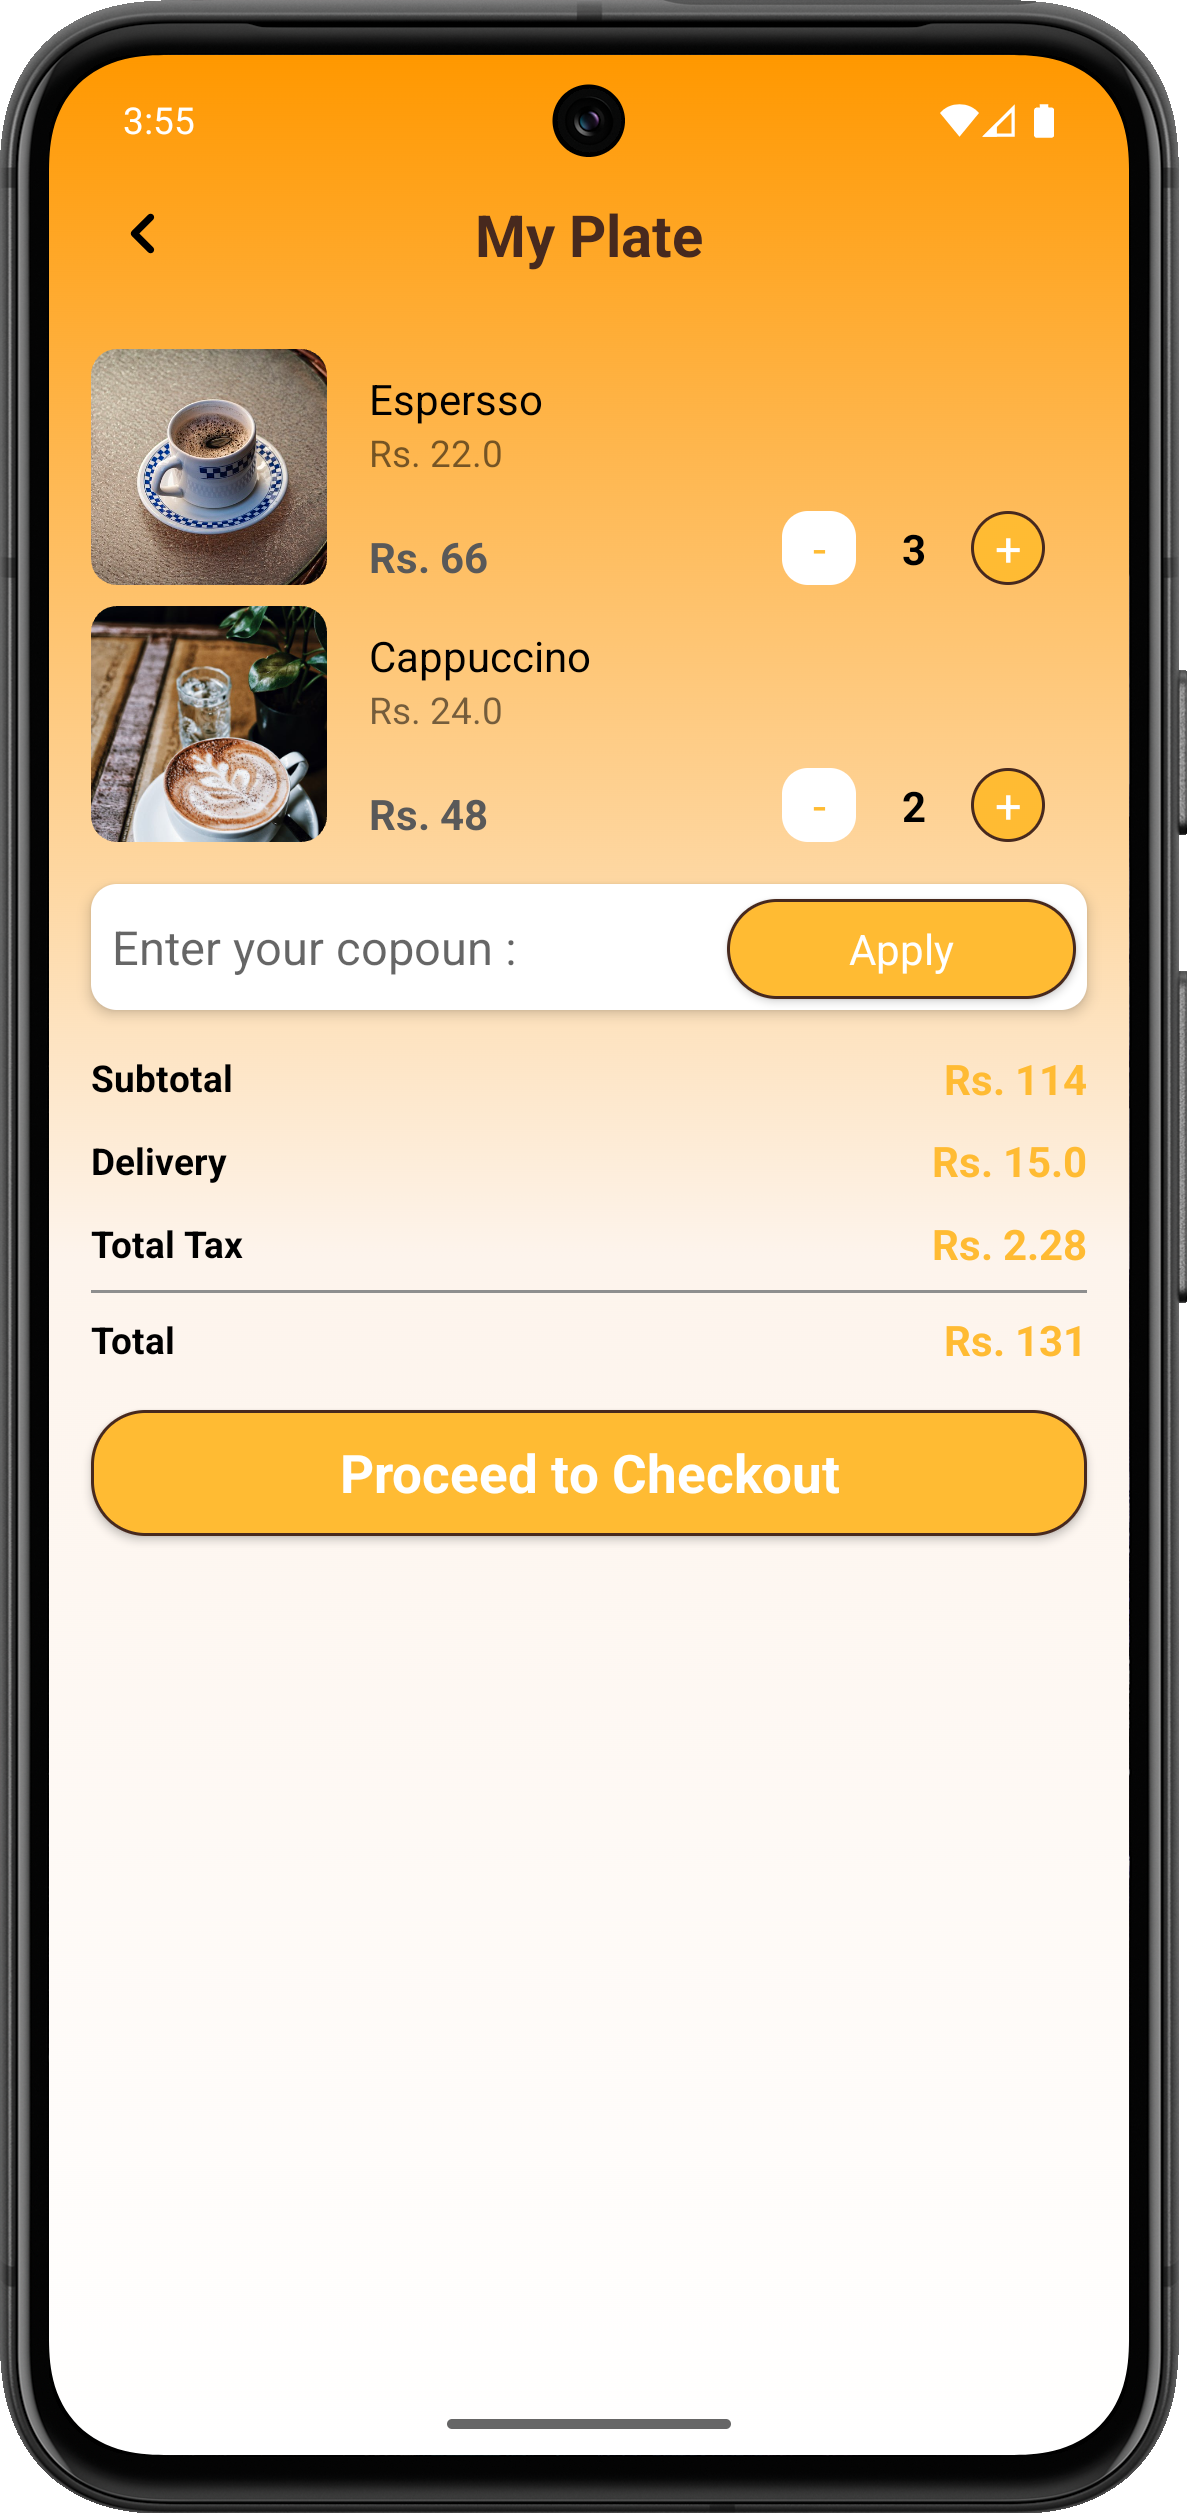 3:55
My Plate
Espersso
Rs. 22.0
Rs. 66
- 3 +
Cappuccino
Rs. 24.0
Rs. 48
- 2 +
Enter your copoun : Apply
Subtotal Rs. 114
Delivery Rs. 15.0
Total Tax Rs. 2.28
Total Rs. 131
Proceed to Checkout